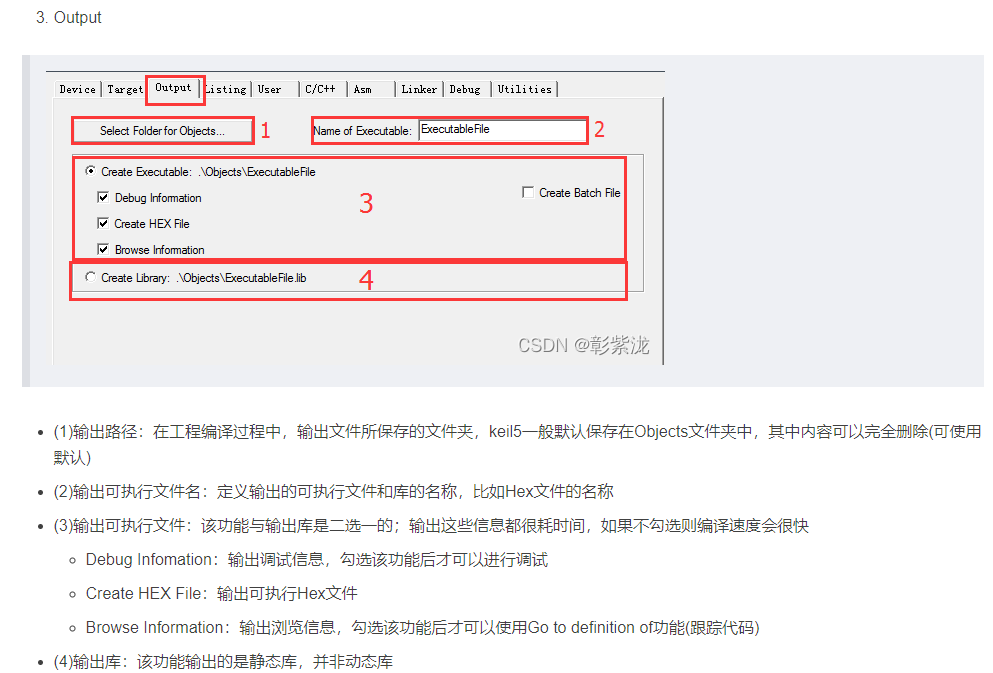 3. Output
Device Target Output Listing User C/C++ Asm Linker Debug Utilities
Select Folder for Objects... 1 Name of Executable: ExecutableFile 2
Create Executable: .\Objects\ExecutableFile
Debug Information 3 Create Batch File
Create HEX File
Browse Information
Create Library: .\Objects\ExecutableFile.lib 4
CSDN @彰紫泷
(1)输出路径：在工程编译过程中，输出文件所保存的文件夹，keil5一般默认保存在Objects文件夹中，其中内容可以完全删除(可使用
默认)
(2)输出可执行文件名：定义输出的可执行文件和库的名称，比如Hex文件的名称
(3)输出可执行文件：该功能与输出库是二选一的；输出这些信息都很耗时间，如果不勾选则编译速度会很快
Debug Infomation：输出调试信息，勾选该功能后才可以进行调试
Create HEX File：输出可执行Hex文件
Browse Information：输出浏览信息，勾选该功能后才可以使用Go to definition of功能(跟踪代码)
(4)输出库：该功能输出的是静态库，并非动态库